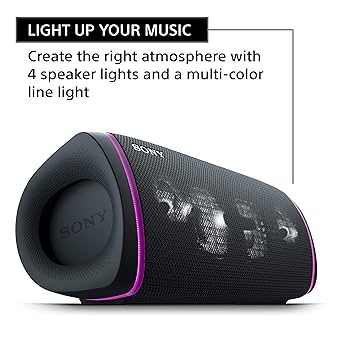 LIGHT UP YOUR MUSIC
Create the right atmosphere with
4 speaker lights and a multi-color
line light
SONY
SONY